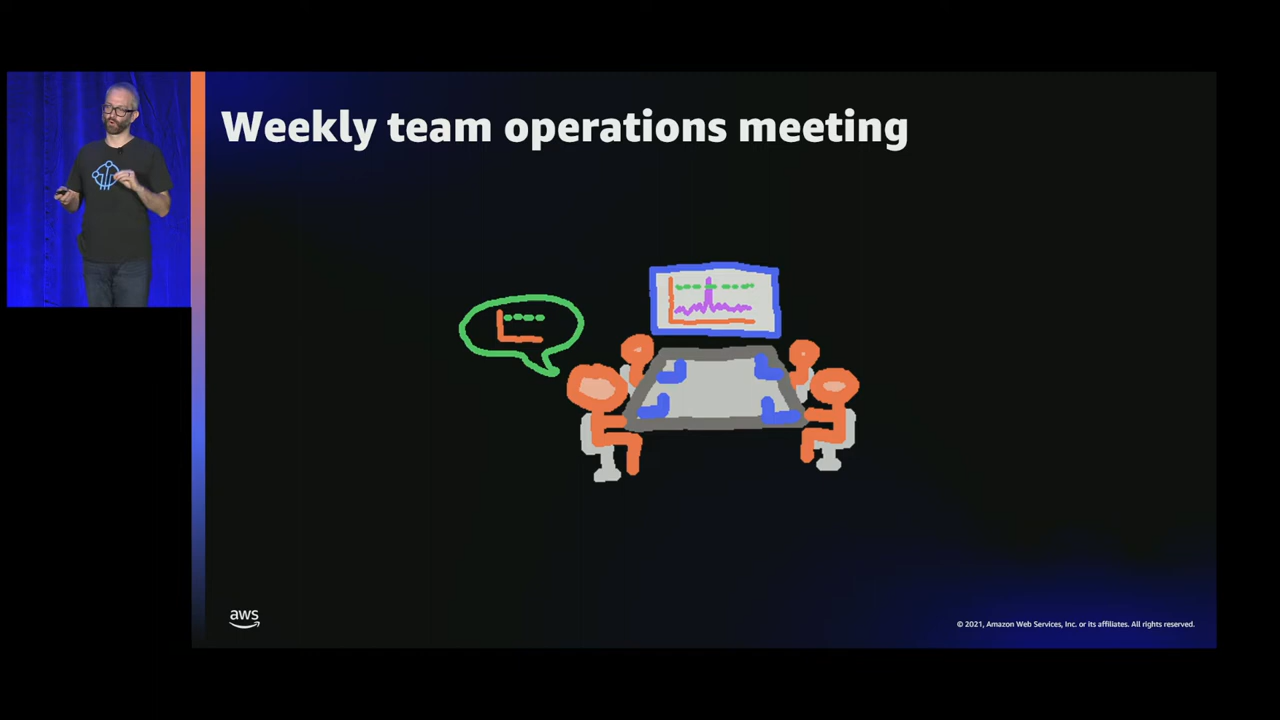 Weekly team operations meeting
aws
© 2021, Amazon Web Services, Inc. or its affiliates. All rights reserved.